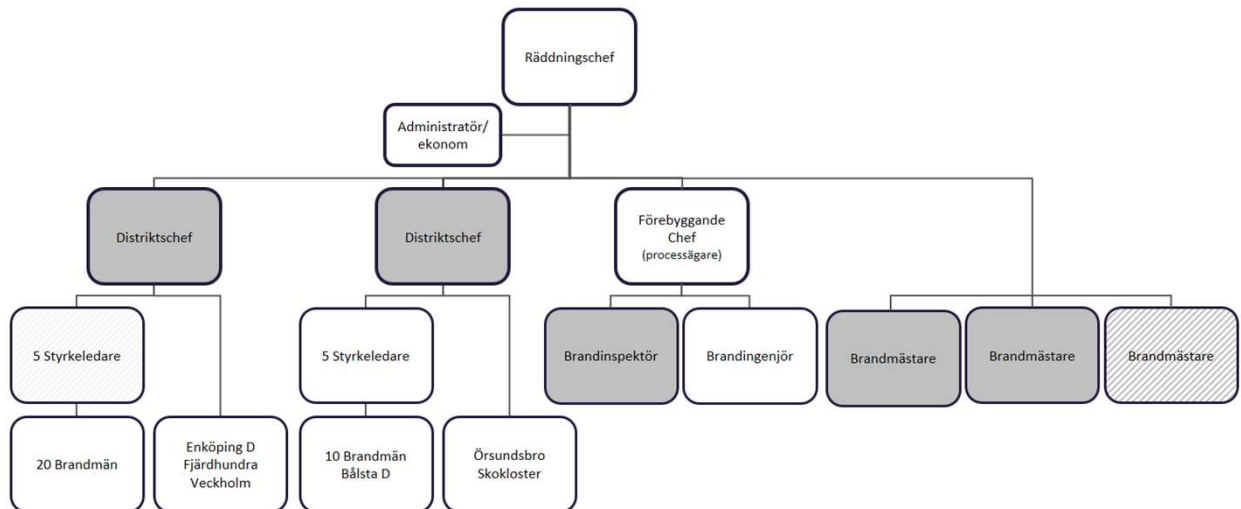 Räddningschef
Administratör/
ekonom
Distriktschef
Distriktschef
Förebyggande
Chef
(processägare)
5 Styrkeledare
5 Styrkeledare
Brandinspektör
Brandingenjör
Brandmästare
Brandmästare
Brandmästare
20 Brandmän
Enköping D
Fjärdhundra
Veckholm
10 Brandmän
Bålsta D
Örsundsbro
Skokloster